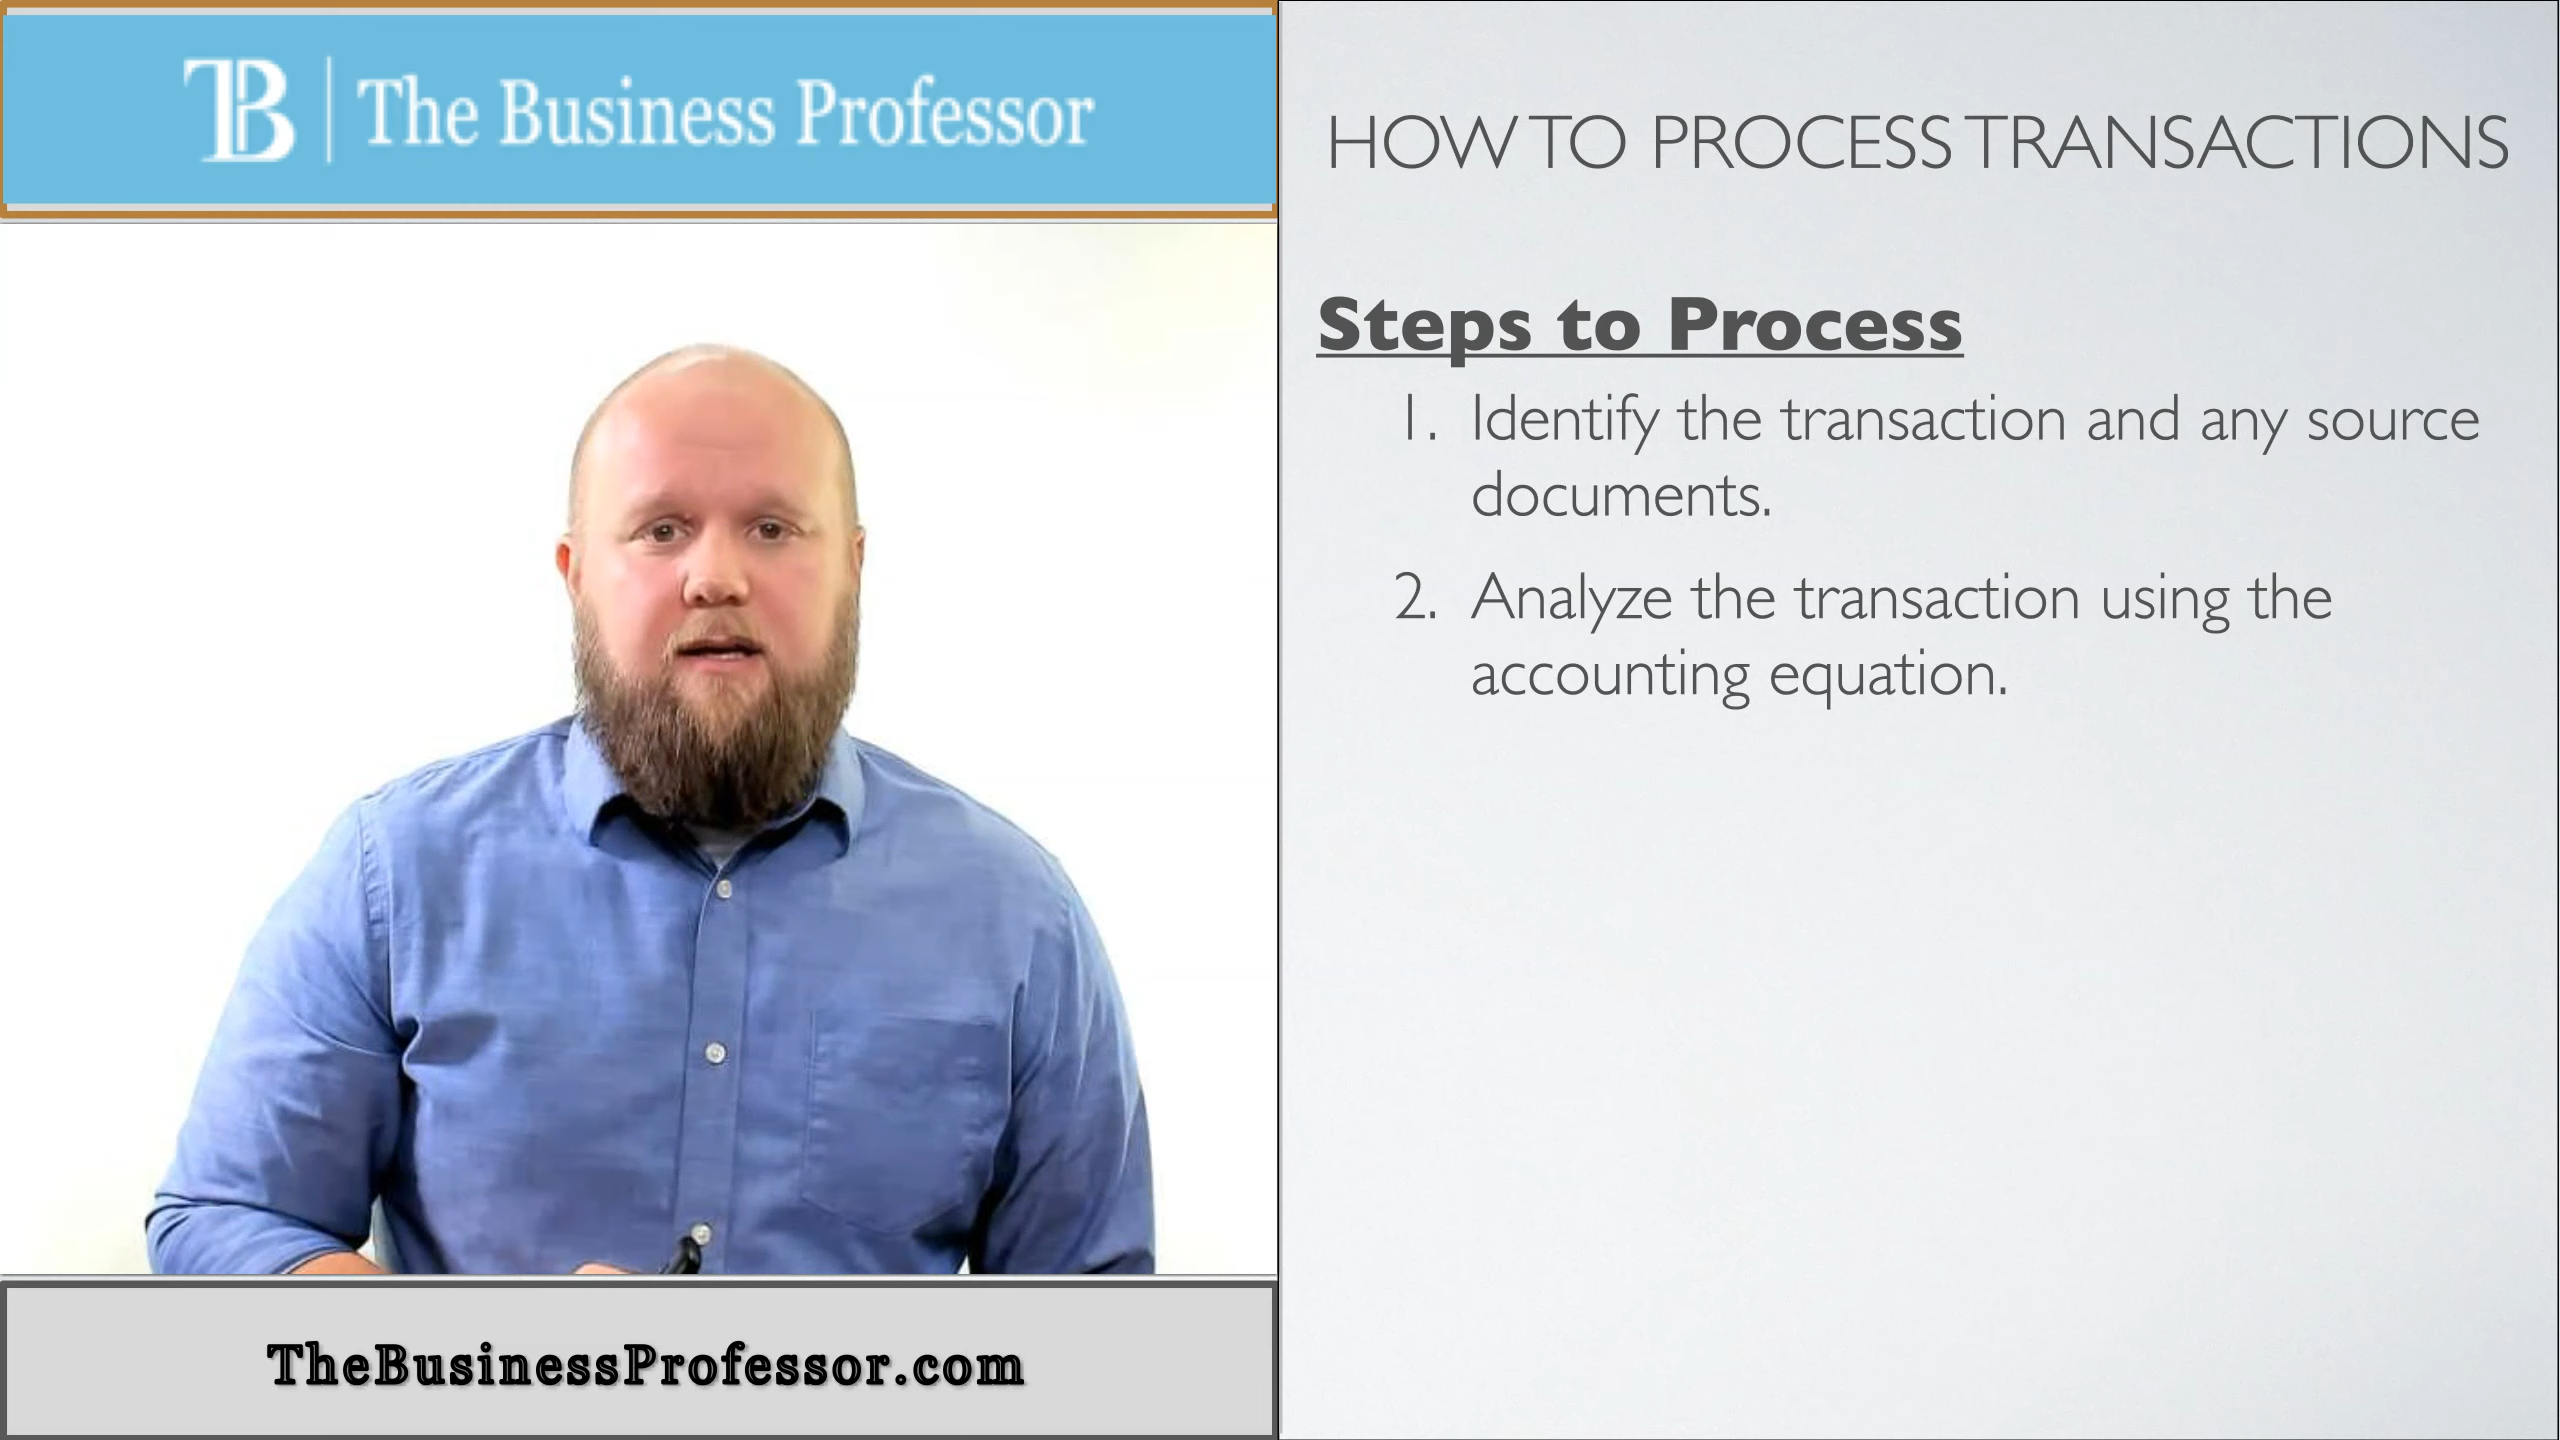 TB | The Business Professor
HOW TO PROCESS TRANSACTIONS
Steps to Process
1. Identify the transaction and any source
documents.
2. Analyze the transaction using the
accounting equation.
TheBusinessProfessor.com